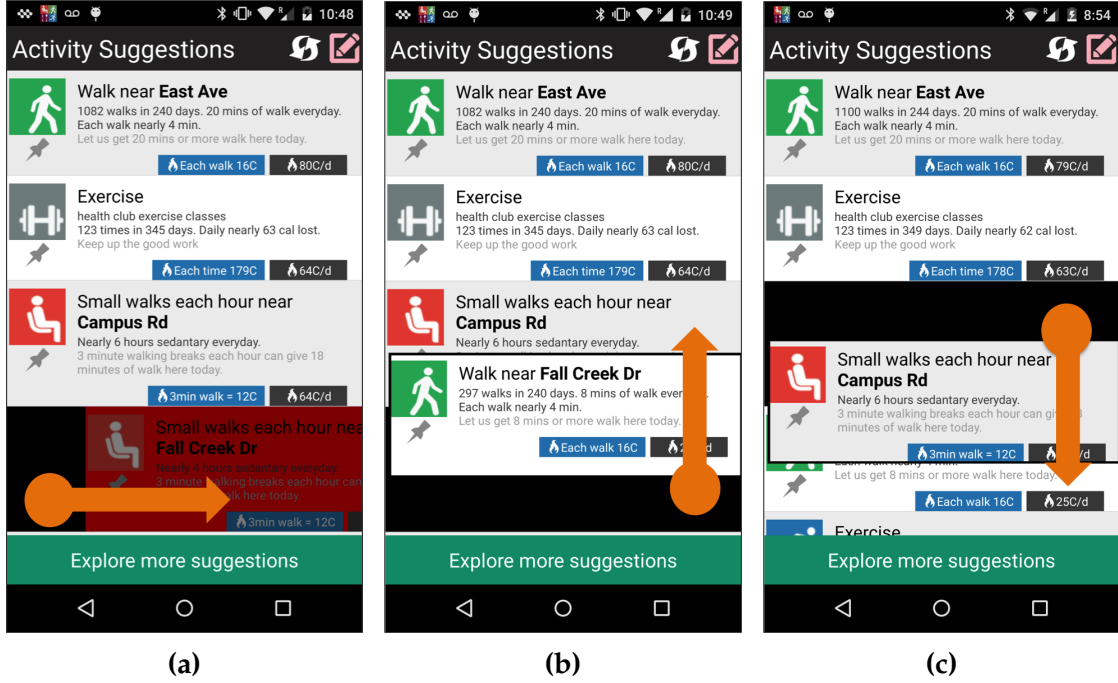 10:48
Activity Suggestions
Walk near East Ave
1082 walks in 240 days. 20 mins of walk everyday.
Each walk nearly 4 min.
Let us get 20 mins or more walk here today.
Each walk 16C
80C/d
Exercise
health club exercise classes
123 times in 345 days. Daily nearly 63 cal lost.
Keep up the good work
Each time 179C
64C/d
Small walks each hour near
Campus Rd
Nearly 6 hours sedantary everyday.
3 minute walking breaks each hour can give 18
minutes of walk here today.
3min walk = 12C
64C/d
Small walks each hour nea
Fall Creek Dr
Nearly 4 hours sedantary everyday.
3 minute walking breaks each hour can
alk here today.
3min walk = 12C
Explore more suggestions
(a)
R
10:49
Activity Suggestions
Walk near East Ave
1082 walks in 240 days. 20 mins of walk everyday.
Each walk nearly 4 min.
Let us get 20 mins or more walk here today.
Each walk 16C
80C/d
Exercise
health club exercise classes
123 times in 345 days. Daily nearly 63 cal lost.
Keep up the good work
Each time 179C
64C/d
Small walks each hour near
Campus Rd
Nearly 6 hours sedantary everyday.
Walk near Fall Creek Dr
297 walks in 240 days. 8 mins of walk ever
Each walk nearly 4 min.
Let us get 8 mins or more walk here today.
Each walk 16C
Explore more suggestions
(b)
R
8:54
Activity Suggestions
Walk near East Ave
1100 walks in 244 days. 20 mins of walk everyday.
Each walk nearly 4 min.
Let us get 20 mins or more walk here today.
Each walk 16C
79C/d
Exercise
health club exercise classes
123 times in 349 days. Daily nearly 62 cal lost.
Keep up the good work
Each time 178C
63C/d
Small walks each hour near
Campus Rd
Nearly 6 hours sedantary everyday.
3 minute walking breaks each hour can gi
minutes of walk here today.
3min walk = 12C
/d
Let us get 8 mins or more walk here today.
Each walk 16C
25C/d
Exercise
Explore more suggestions
(c)